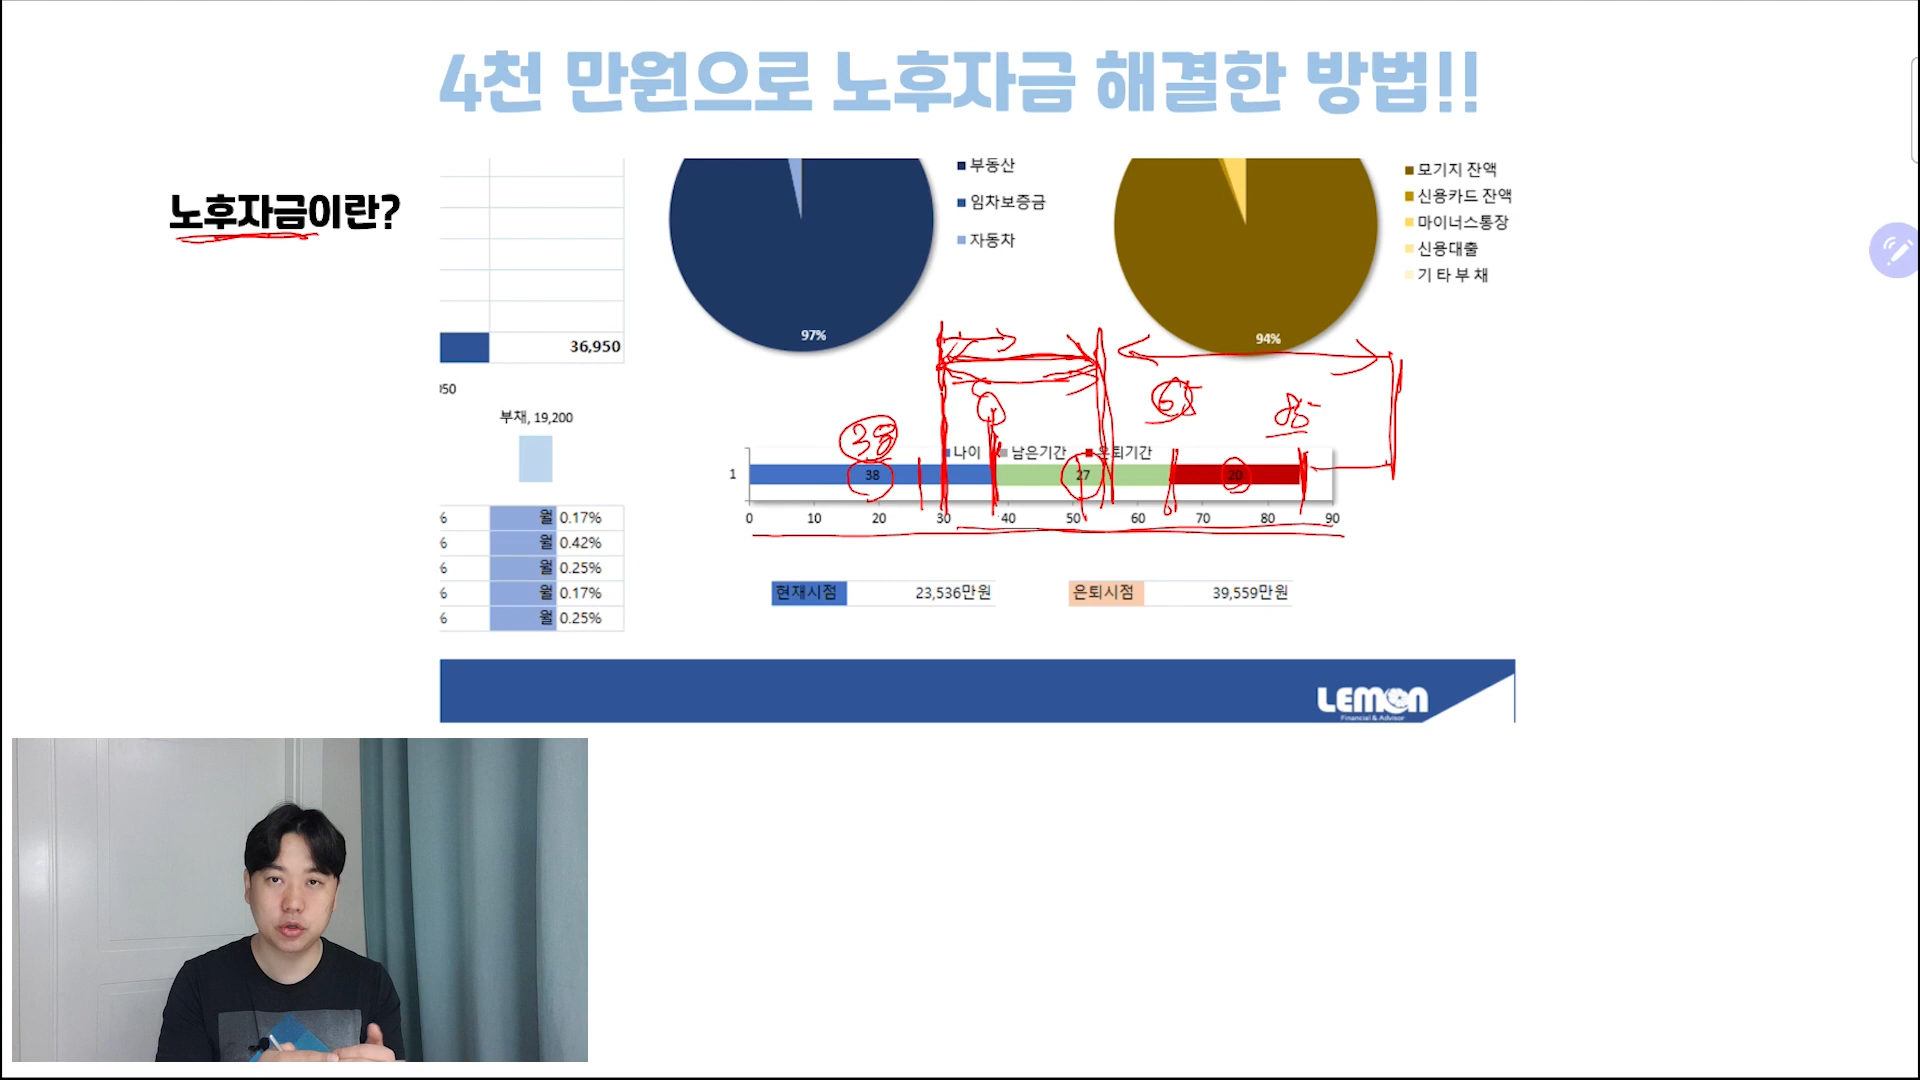 4천 만원으로 노후자금 해결한 방법!!
노후자금이란?
부동산
임차보증금
자동차
97%
모기지 잔액
신용카드 잔액
마이너스통장
신용대출
기 타 부 채
94%
36,950
부채, 19,200
월 0.17%
월 0.42%
월 0.25%
월 0.17%
월 0.25%
38
65
85
나이 남은기간 은퇴기간
1 38 27 20
0 10 20 30 40 50 60 70 80 90
현재시점 23,536만원
은퇴시점 39,559만원
LEMON
Financial & Advisor